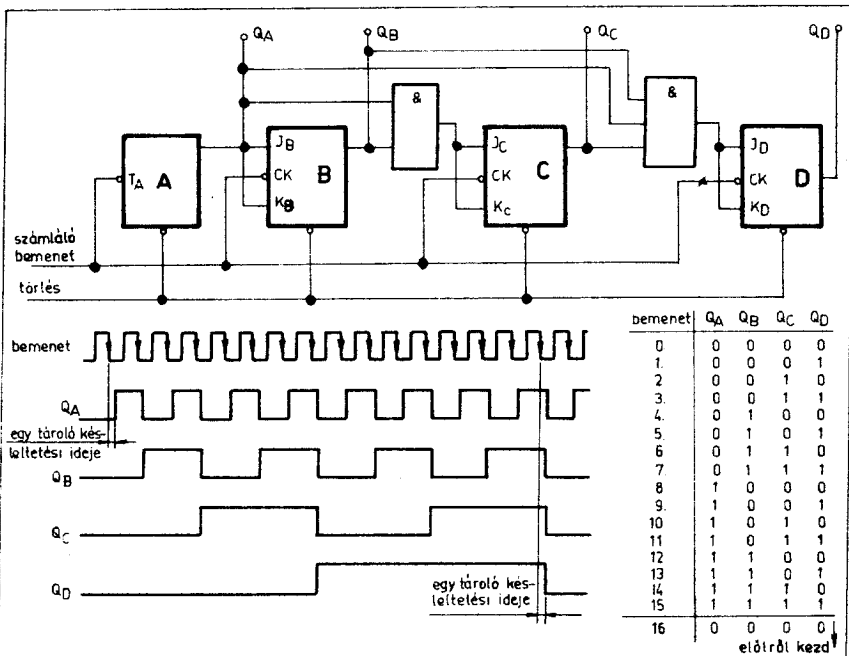 QA QB QC QD
& &
TA A JB CK KB B JC CK KC C JD CK KD D
számláló
bemenet
törlés
bemenet
QA
egy tároló kés-
leltetési ideje
QB
QC
QD
egy tároló kés-
leltetési ideje
bemenet QA QB QC QD
0. 0 0 0 0
1. 0 0 0 1
2 0 0 1 0
3. 0 0 1 1
4. 0 1 0 0
5. 0 1 0 1
6 0 1 1 0
7 0 1 1 1
8 1 0 0 0
9. 1 0 0 1
10 1 0 1 0
11 1 0 1 1
12 1 1 0 0
13 1 1 0 1
14 1 1 1 0
15 1 1 1 1
16 0 0 0 0
előtről kezd